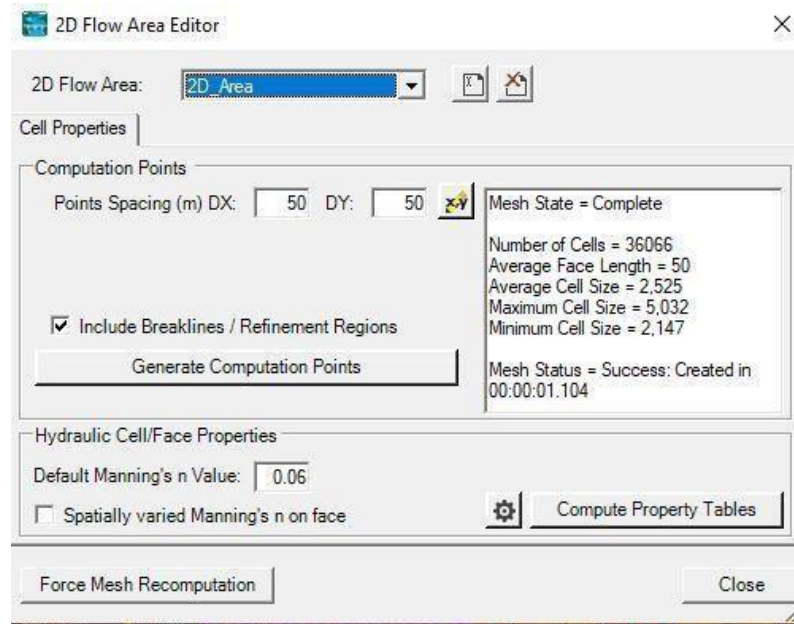 2D Flow Area Editor
2D Flow Area: 2D_Area
Cell Properties
Computation Points
Points Spacing (m) DX: 50 DY: 50 x,y
Mesh State = Complete
Number of Cells = 36066
Average Face Length = 50
Average Cell Size = 2,525
Maximum Cell Size = 5,032
Include Breaklines / Refinement Regions
Minimum Cell Size = 2,147
Generate Computation Points
Mesh Status = Success: Created in
00:00:01.104
Hydraulic Cell/Face Properties
Default Manning's n Value: 0.06
Spatially varied Manning's n on face
Compute Property Tables
Force Mesh Recomputation
Close